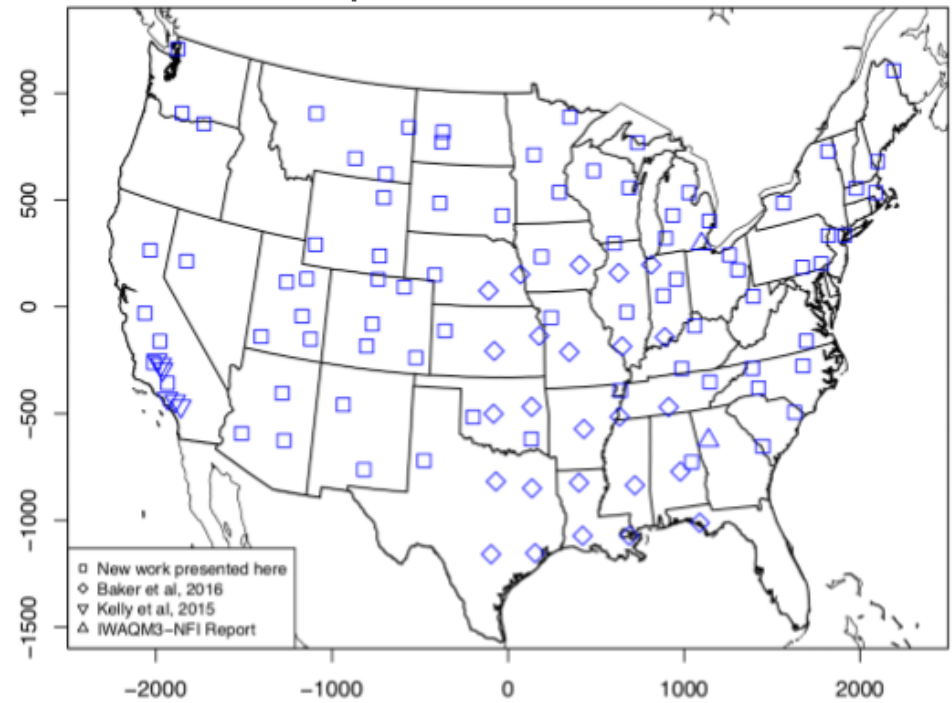 1000
500
0
−500
−1000
−1500
New work presented here
Baker et al, 2016
Kelly et al, 2015
IWAQM3−NFI Report
−2000 −1000 0 1000 2000